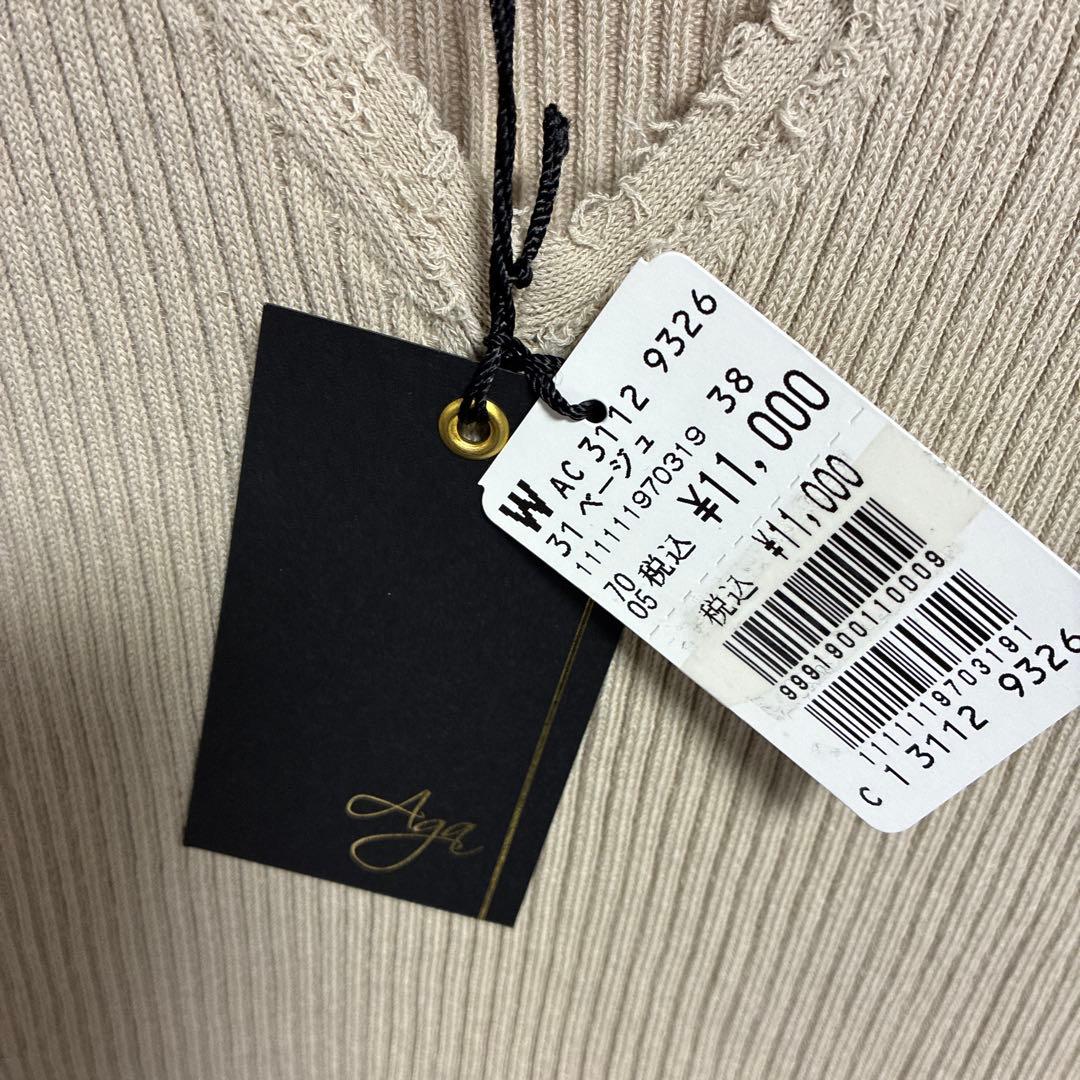 W AC 3112 9326
31 ベージュ
11111970319 38
70
05 税込 ¥11,000
税込 ¥11,000
9991900110009
1111119703191
C 1 3112 9326
Aga